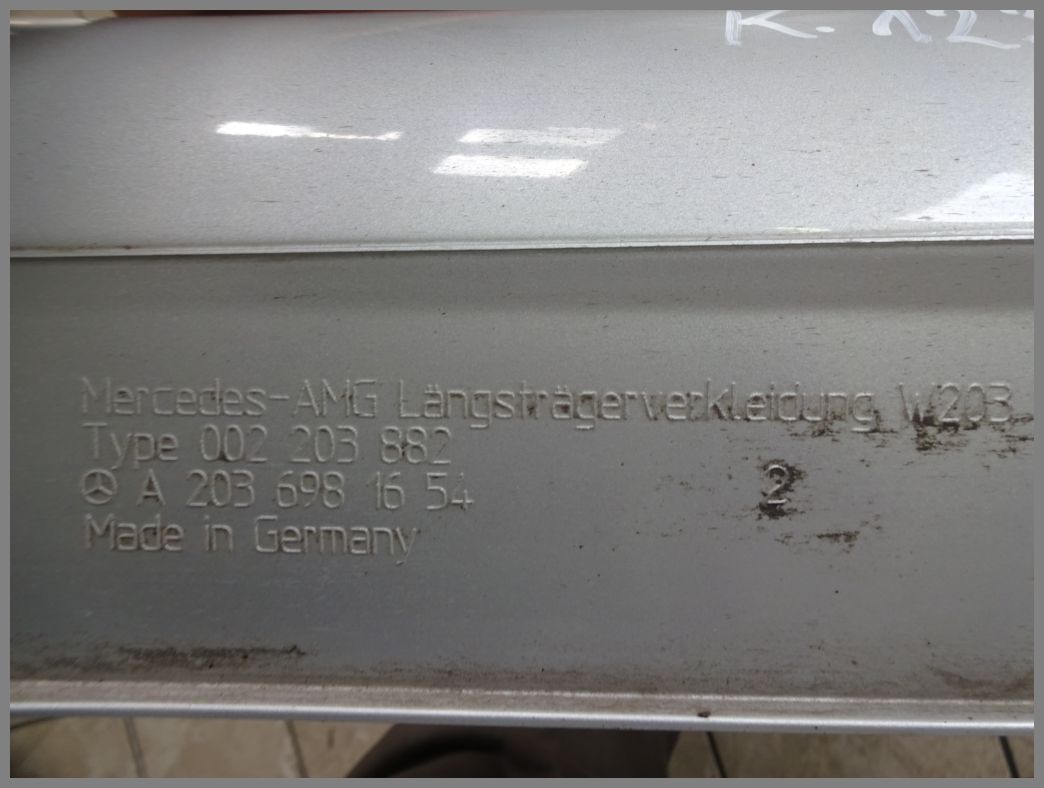 K.
Mercedes-AMG Längsträgerverkleidung W203
Type 002 203 882
A 203 698 16 54
2
Made in Germany